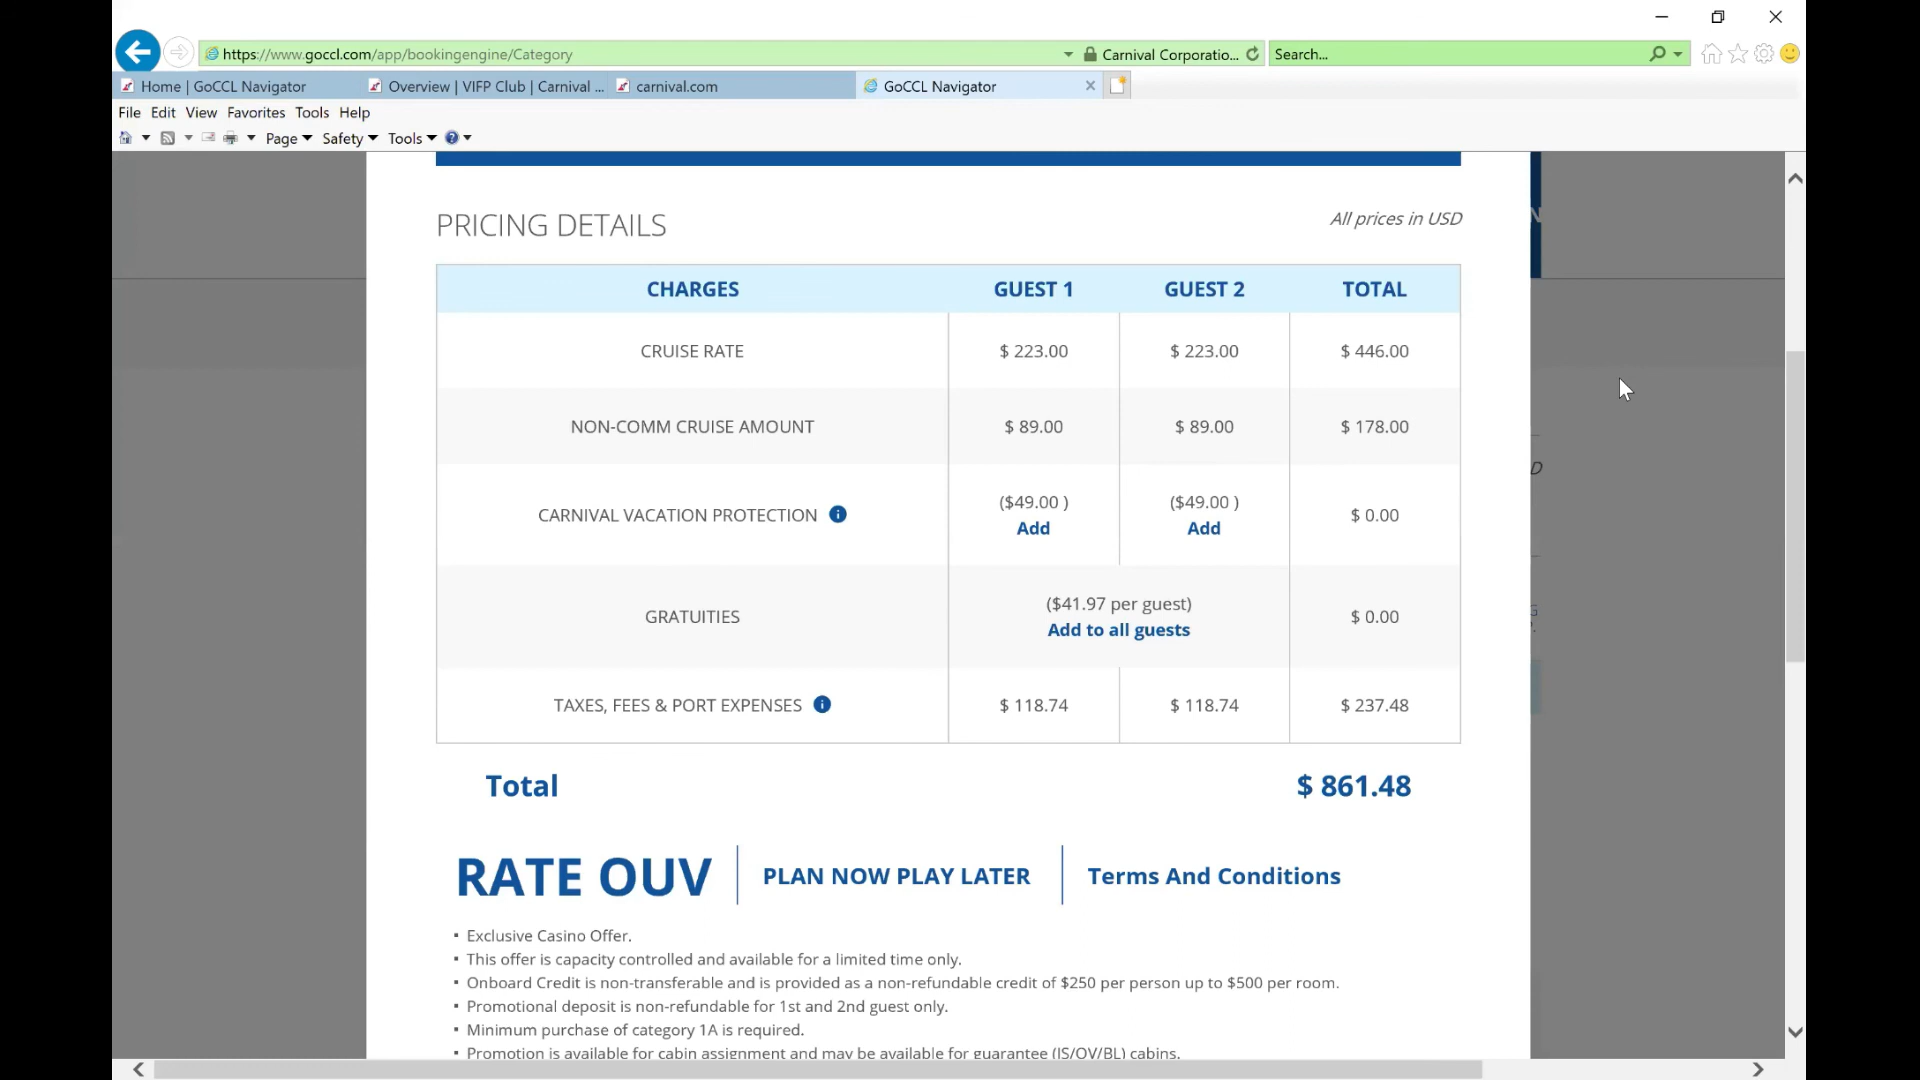 https://www.goccl.com/app/bookingengine/Category
Carnival Corporatio...
Search...
Home | GoCCL Navigator
Overview | VIFP Club | Carnival ...
carnival.com
GoCCL Navigator
File Edit View Favorites Tools Help
Page Safety Tools
PRICING DETAILS
All prices in USD
CHARGES GUEST 1 GUEST 2 TOTAL
CRUISE RATE $ 223.00 $ 223.00 $ 446.00
NON-COMM CRUISE AMOUNT $ 89.00 $ 89.00 $ 178.00
CARNIVAL VACATION PROTECTION ($49.00 ) ($49.00 ) $ 0.00
Add Add
GRATUITIES ($41.97 per guest) $ 0.00
Add to all guests
TAXES, FEES & PORT EXPENSES $ 118.74 $ 118.74 $ 237.48
Total $ 861.48
RATE OUV PLAN NOW PLAY LATER Terms And Conditions
▪ Exclusive Casino Offer.
▪ This offer is capacity controlled and available for a limited time only.
▪ Onboard Credit is non-transferable and is provided as a non-refundable credit of $250 per person up to $500 per room.
▪ Promotional deposit is non-refundable for 1st and 2nd guest only.
▪ Minimum purchase of category 1A is required.
▪ Promotion is available for cabin assignment and may be available for guarantee (IS/OV/BL) cabins.